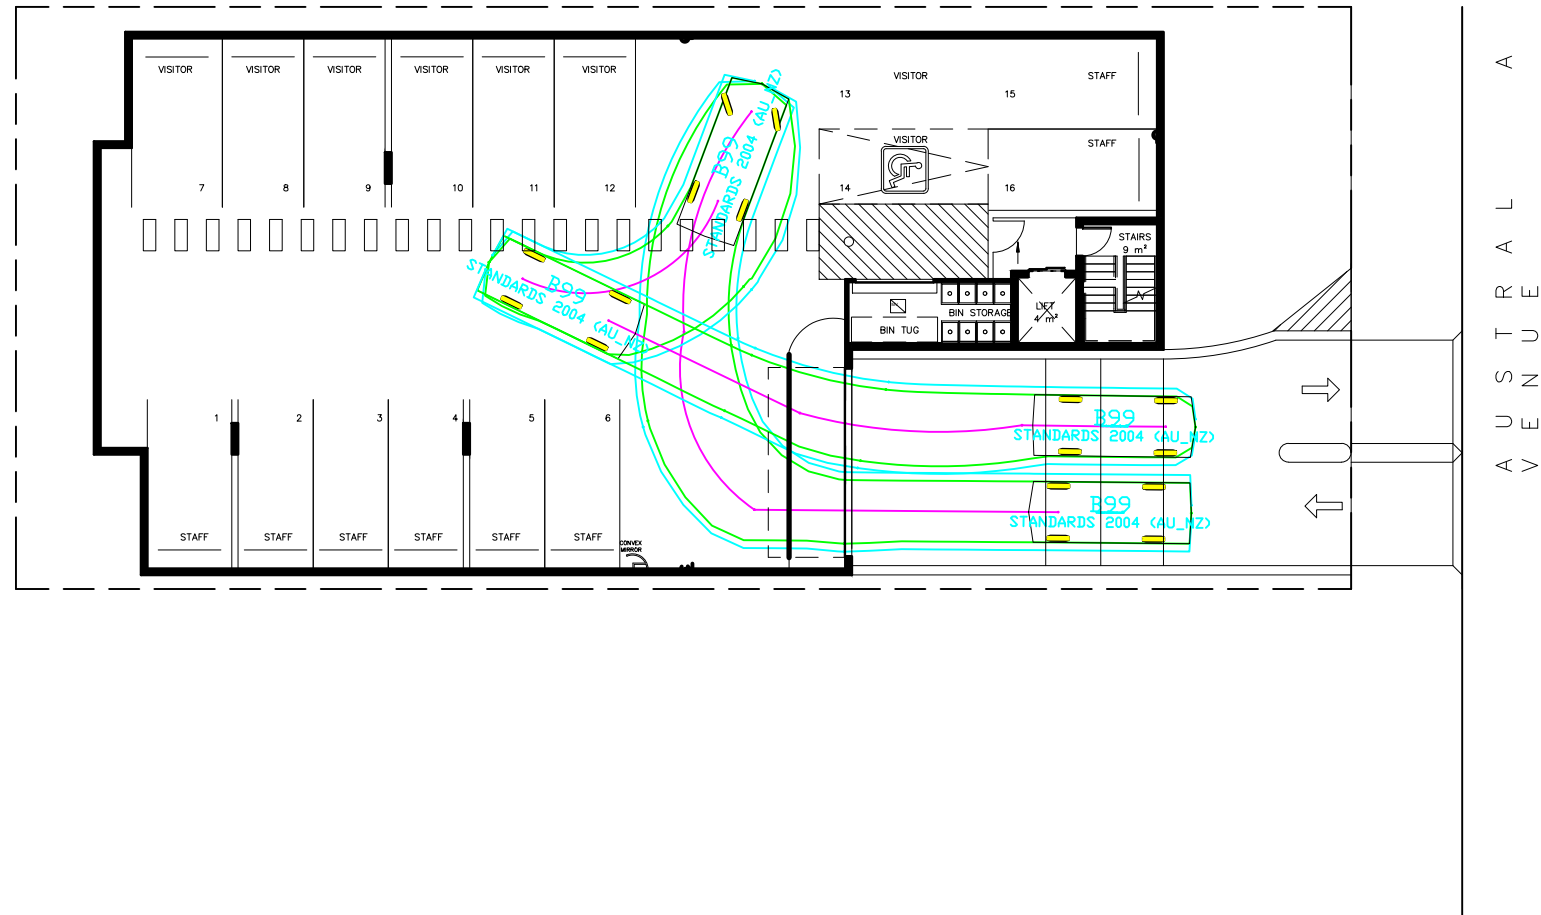 VISITOR
VISITOR
VISITOR
VISITOR
VISITOR
VISITOR
VISITOR
STAFF
13
15
VISITOR
STAFF
7
8
9
10
11
12
14
16
B99
STANDARDS 2004 (AU_NZ)
STAIRS
9 m²
B99
STANDARDS 2004 (AU_NZ)
LIFT
4 m²
BIN STORAGE
BIN TUG
1
2
3
4
5
6
B99
STANDARDS 2004 (AU_NZ)
B99
STANDARDS 2004 (AU_NZ)
STAFF
STAFF
STAFF
STAFF
STAFF
STAFF
CONVEX
MIRROR
AUSTRAL A
VENUE